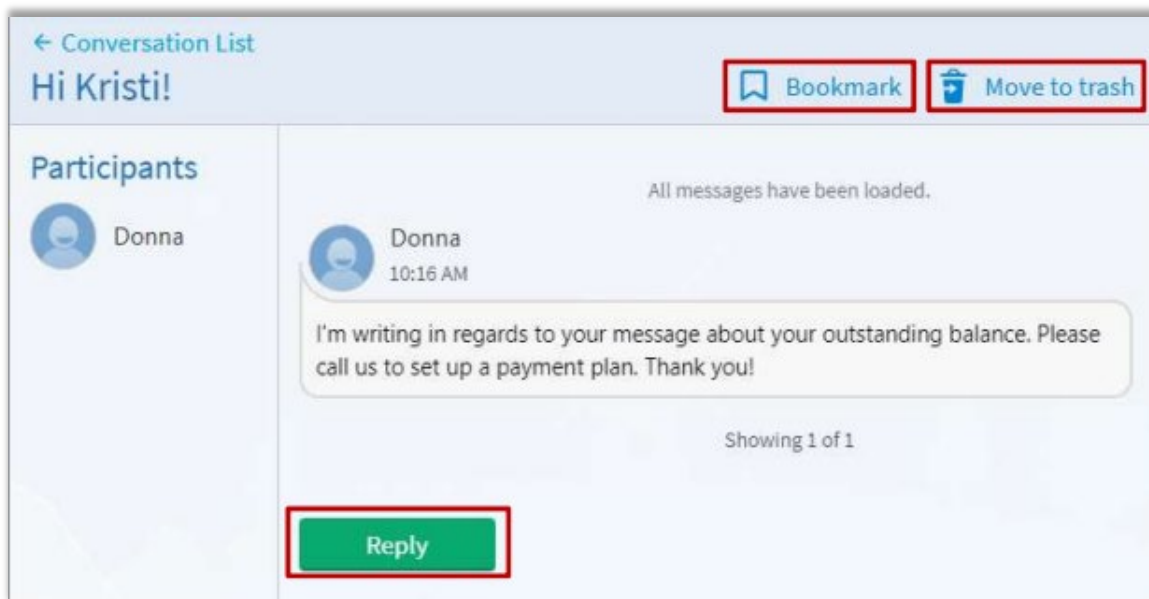 ← Conversation List
Hi Kristi!
Bookmark
Move to trash
Participants
Donna
All messages have been loaded.
Donna
10:16 AM
I'm writing in regards to your message about your outstanding balance. Please
call us to set up a payment plan. Thank you!
Showing 1 of 1
Reply